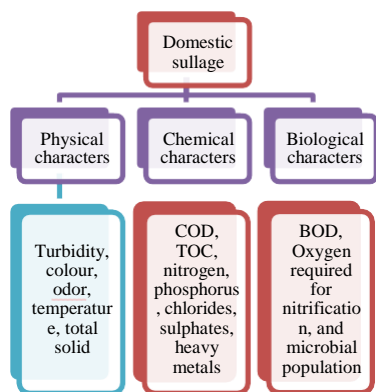 Domestic
sullage
Physical
characters
Chemical
characters
Biological
characters
Turbidity,
colour,
odor,
temperatur
e, total
solid
COD,
TOC,
nitrogen,
phosphorus
, chlorides,
sulphates,
heavy
metals
BOD,
Oxygen
required
for
nitrificatio
n, and
microbial
population